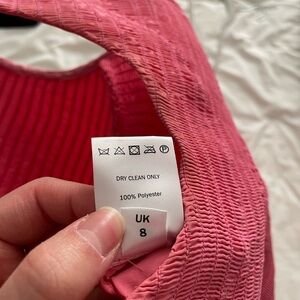 DRY CLEAN ONLY
100% Polyester
UK
8